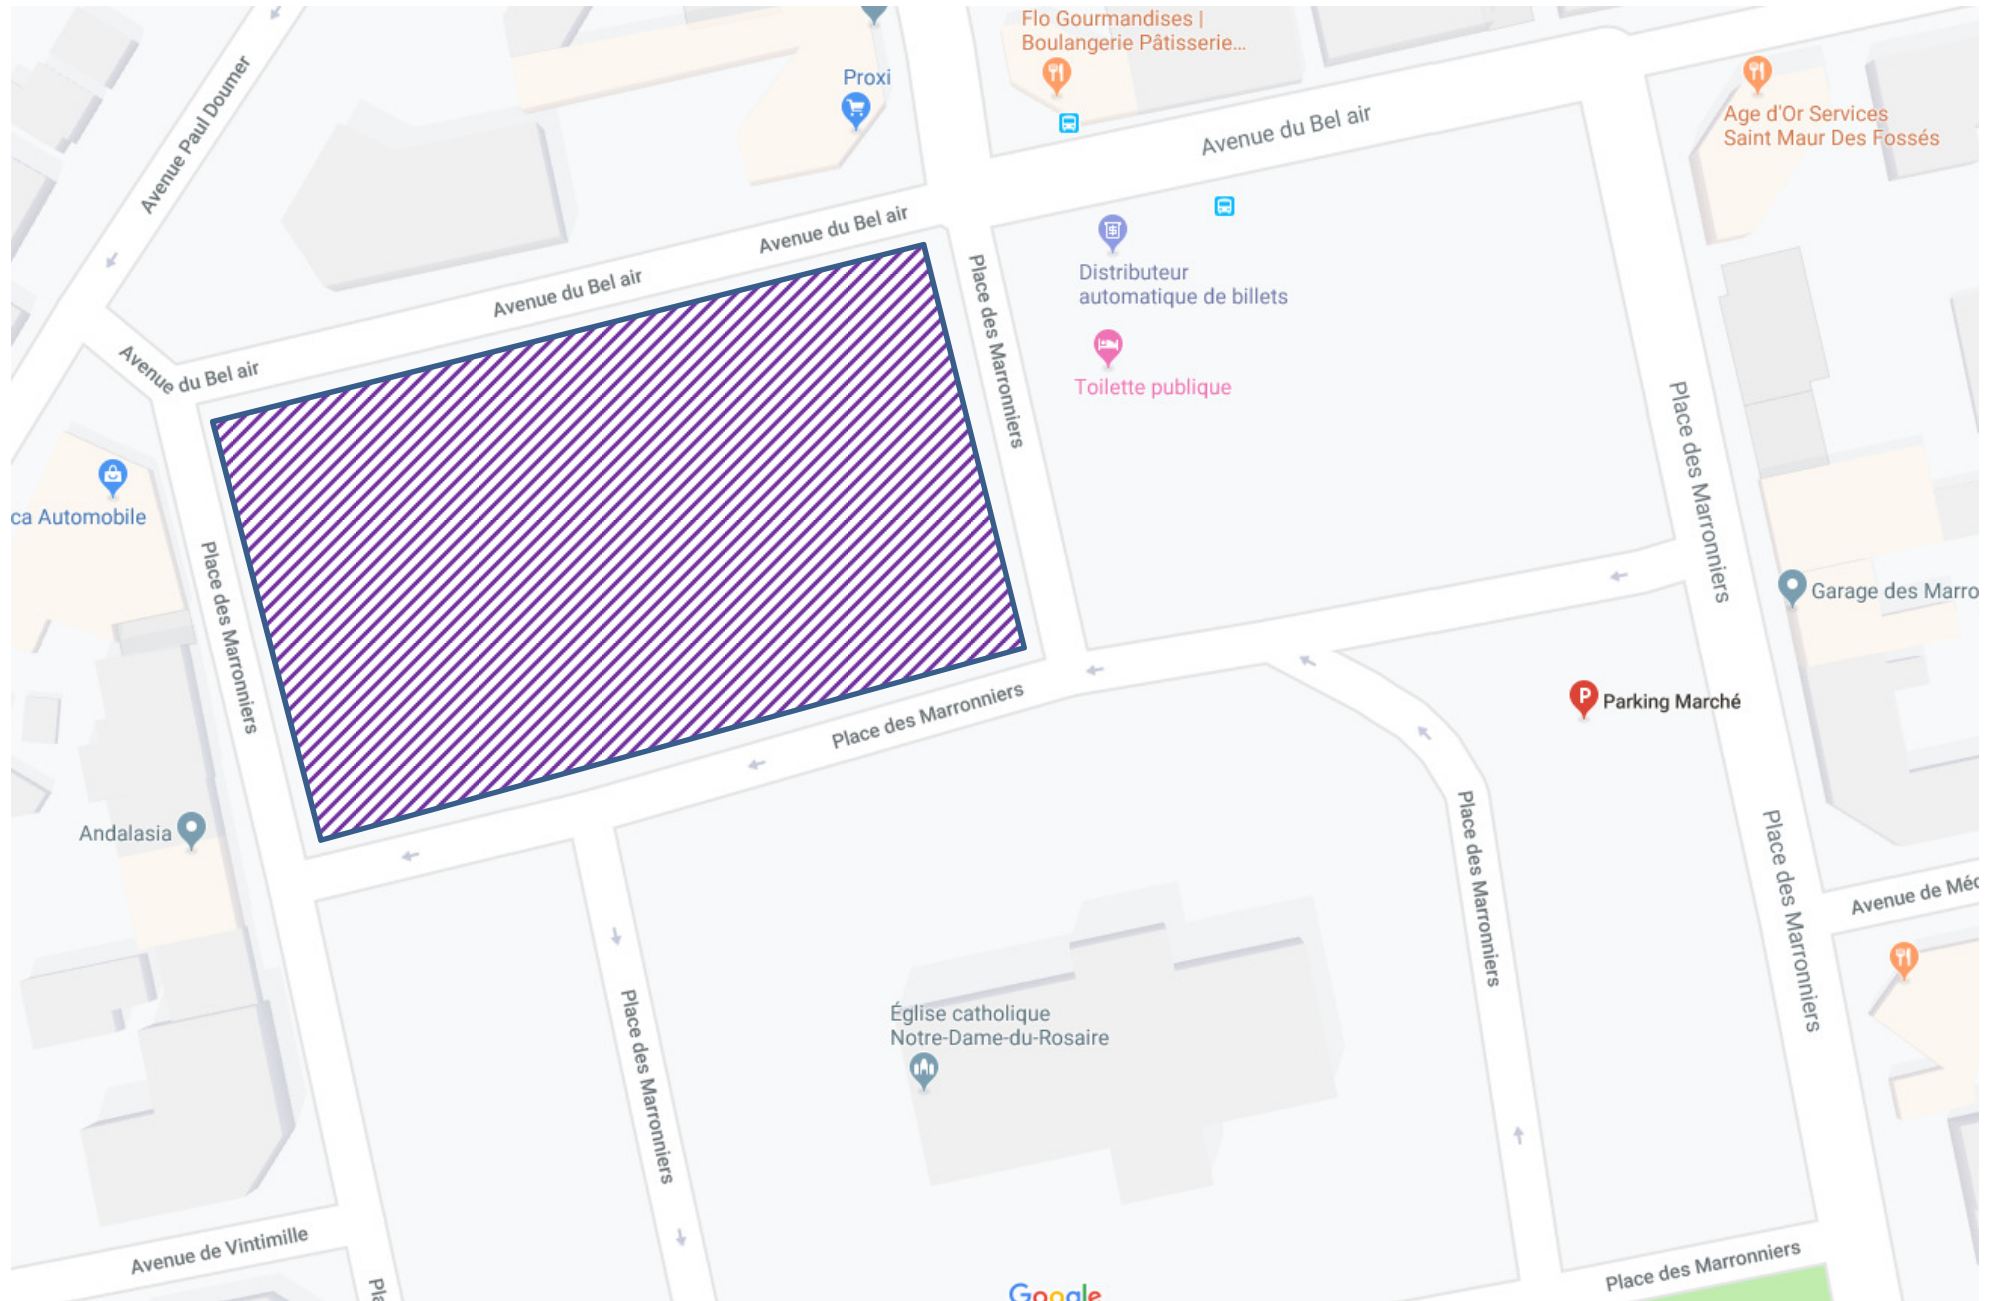 Flo Gourmandises |
Boulangerie Pâtisserie...
Proxi
Avenue Paul Doumer
Avenue du Bel air
Age d'Or Services
Saint Maur Des Fossés
Avenue du Bel air
Avenue du Bel air
Avenue du Bel air
Place des Marronniers
Distributeur
automatique de billets
Toilette publique
Place des Marronniers
ca Automobile
Place des Marronniers
Garage des Marro
Place des Marronniers
Parking Marché
Andalasia
Place des Marronniers
Place des Marronniers
Avenue de Méd
Place des Marronniers
Église catholique
Notre-Dame-du-Rosaire
Avenue de Vintimille
Place des Marronniers
Pla
Google
P